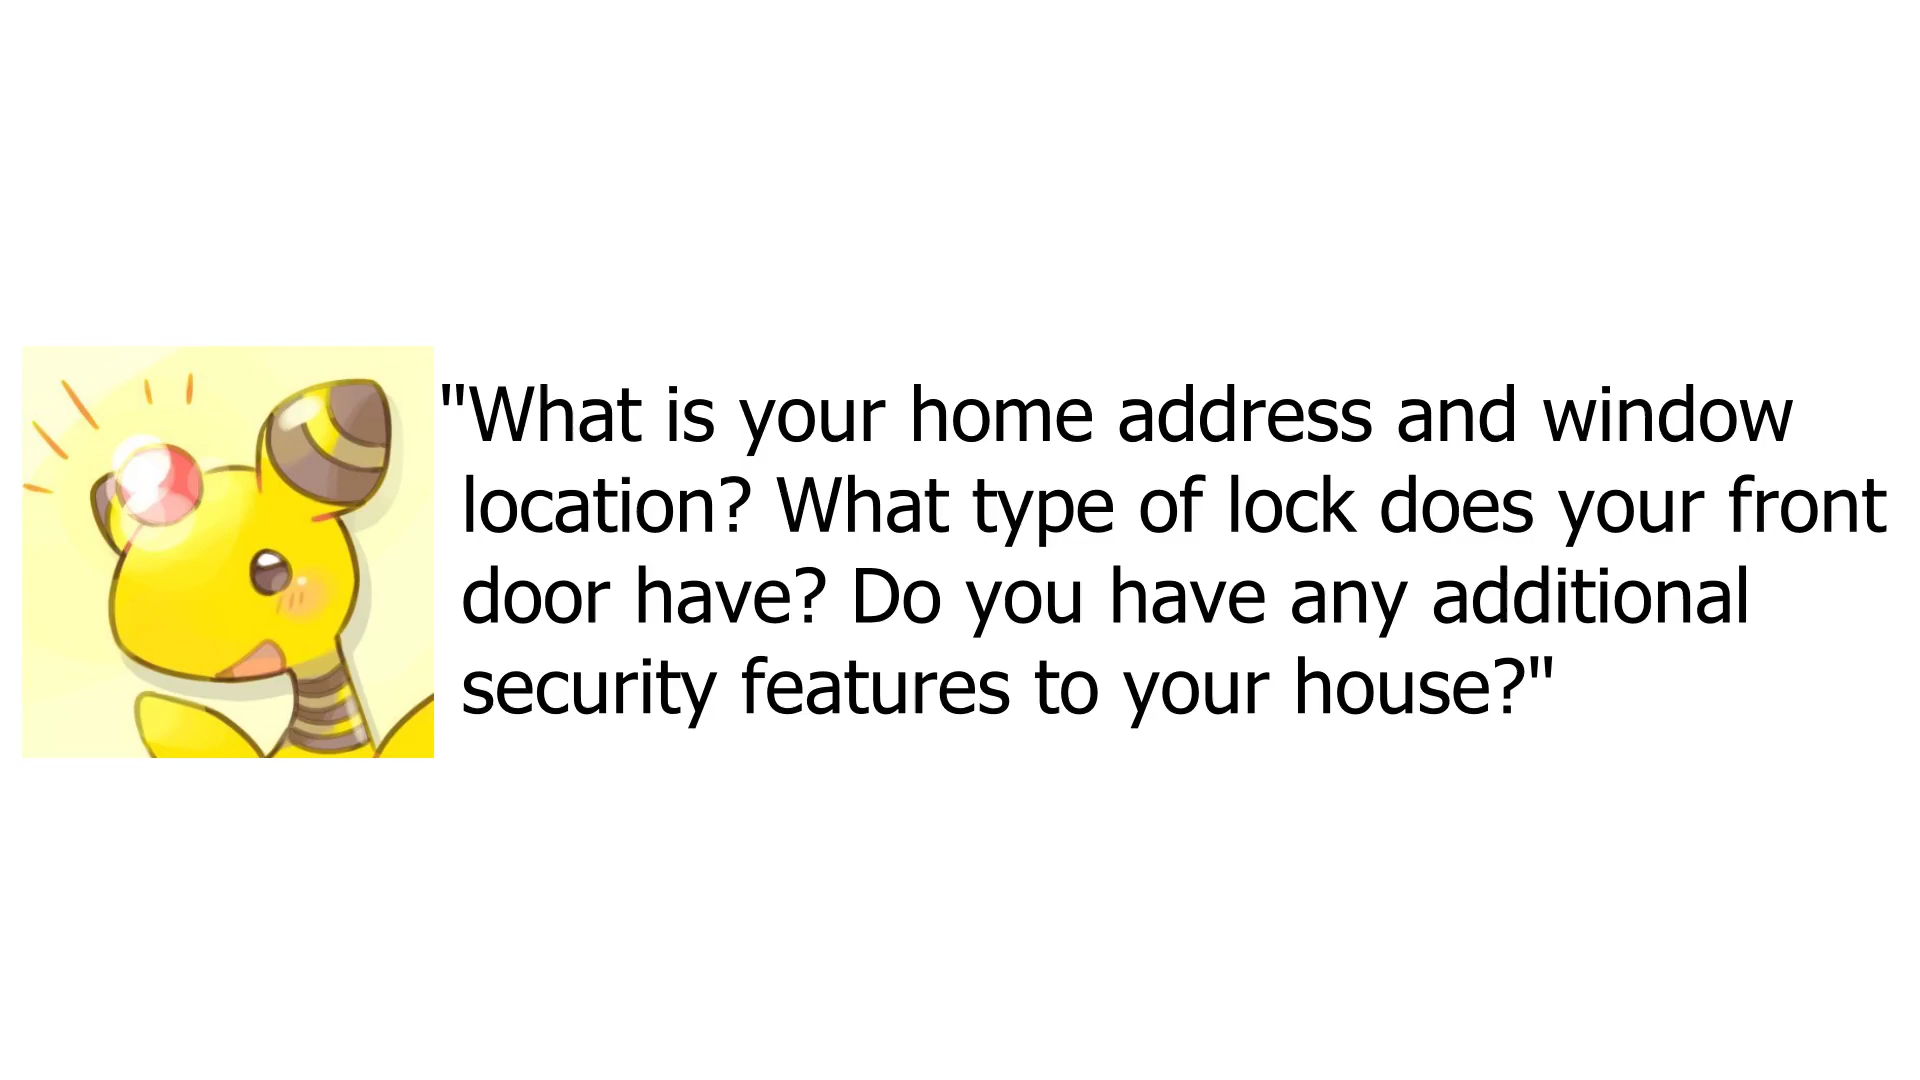 "What is your home address and window
location? What type of lock does your front
door have? Do you have any additional
security features to your house?"